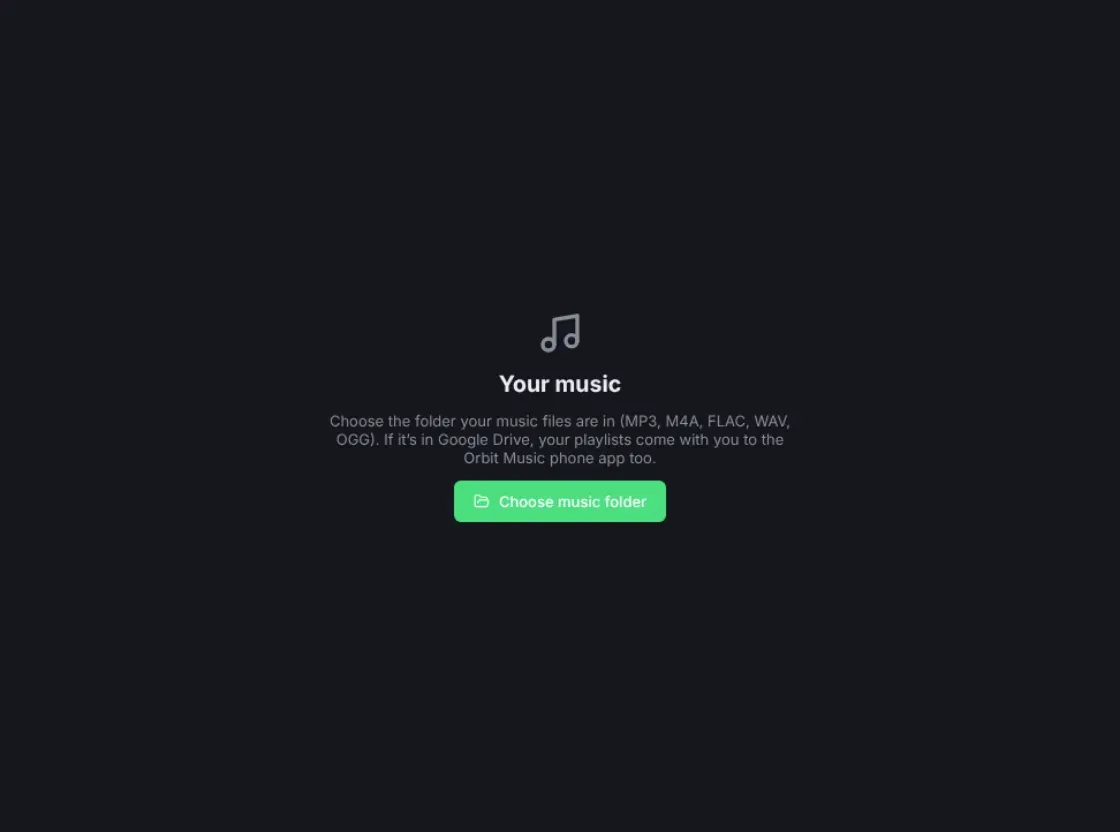 Your music
Choose the folder your music files are in (MP3, M4A, FLAC, WAV,
OGG). If it’s in Google Drive, your playlists come with you to the
Orbit Music phone app too.
Choose music folder